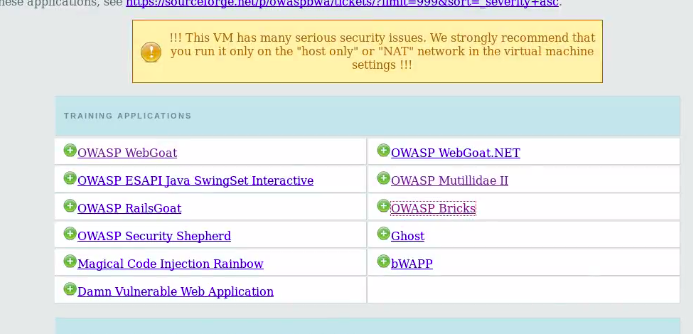 these applications, see https://sourceforge.net/p/owaspbwa/tickets/?limit=999&sort=_severity+asc.
!!! This VM has many serious security issues. We strongly recommend that
you run it only on the "host only" or "NAT" network in the virtual machine
settings !!!
TRAINING APPLICATIONS
OWASP WebGoat
OWASP WebGoat.NET
OWASP ESAPI Java SwingSet Interactive
OWASP Mutillidae II
OWASP RailsGoat
OWASP Bricks
OWASP Security Shepherd
Ghost
Magical Code Injection Rainbow
bWAPP
Damn Vulnerable Web Application